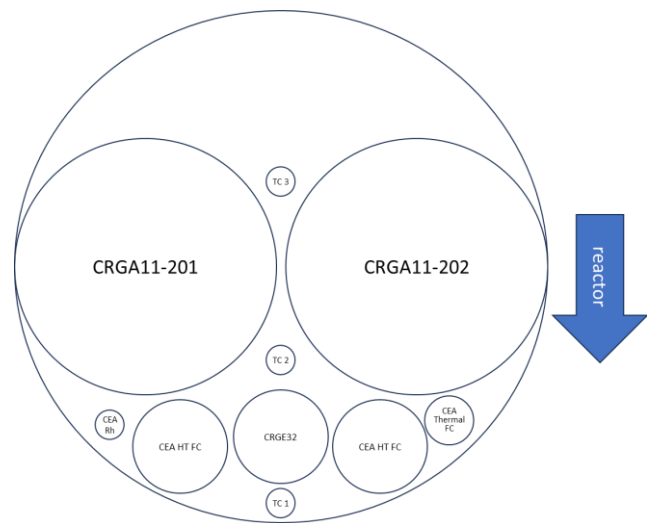 TC 3
CRGA11-201
CRGA11-202
reactor
TC 2
CEA
Rh
CEA HT FC
CRGE32
CEA HT FC
CEA
Thermal
FC
TC 1